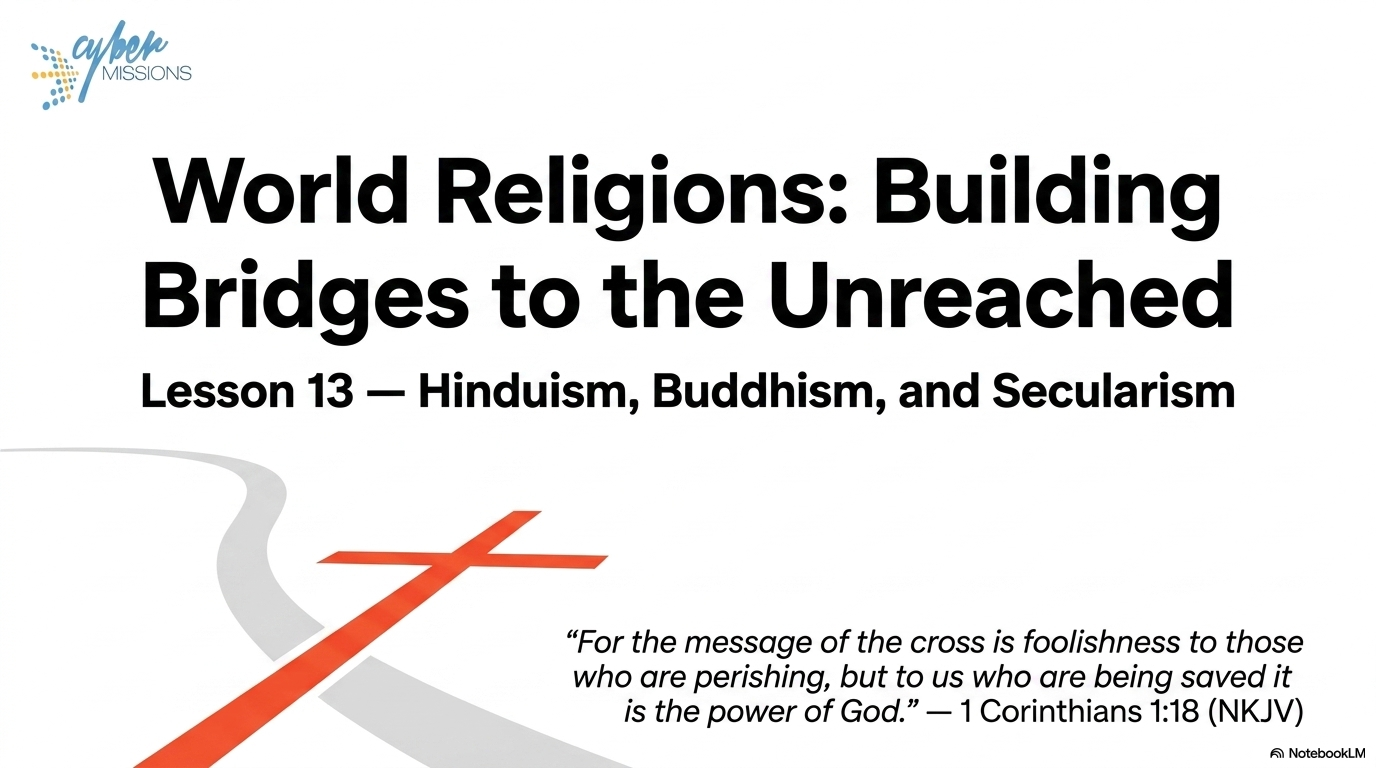 cyber
MISSIONS
World Religions: Building
Bridges to the Unreached
Lesson 13 — Hinduism, Buddhism, and Secularism
“For the message of the cross is foolishness to those
who are perishing, but to us who are being saved it
is the power of God.” — 1 Corinthians 1:18 (NKJV)
NotebookLM